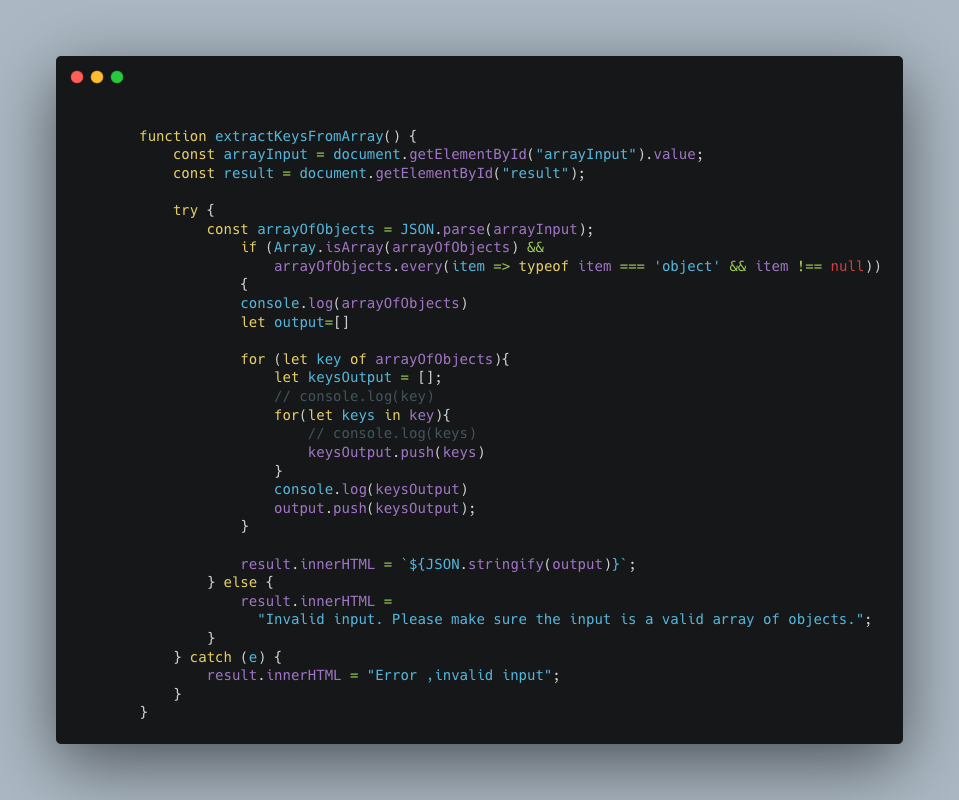 function extractKeysFromArray() {
    const arrayInput = document.getElementById("arrayInput").value;
    const result = document.getElementById("result");

    try {
        const arrayOfObjects = JSON.parse(arrayInput);
            if (Array.isArray(arrayOfObjects) &&
                arrayOfObjects.every(item => typeof item === 'object' && item !== null))
            {
            console.log(arrayOfObjects)
            let output=[]

            for (let key of arrayOfObjects){
                let keysOutput = [];
                // console.log(key)
                for(let keys in key){
                    // console.log(keys)
                    keysOutput.push(keys)
                }
                console.log(keysOutput)
                output.push(keysOutput);
            }

            result.innerHTML = `${JSON.stringify(output)}`;
        } else {
            result.innerHTML =
              "Invalid input. Please make sure the input is a valid array of objects.";
        }
    } catch (e) {
        result.innerHTML = "Error ,invalid input";
    }
}